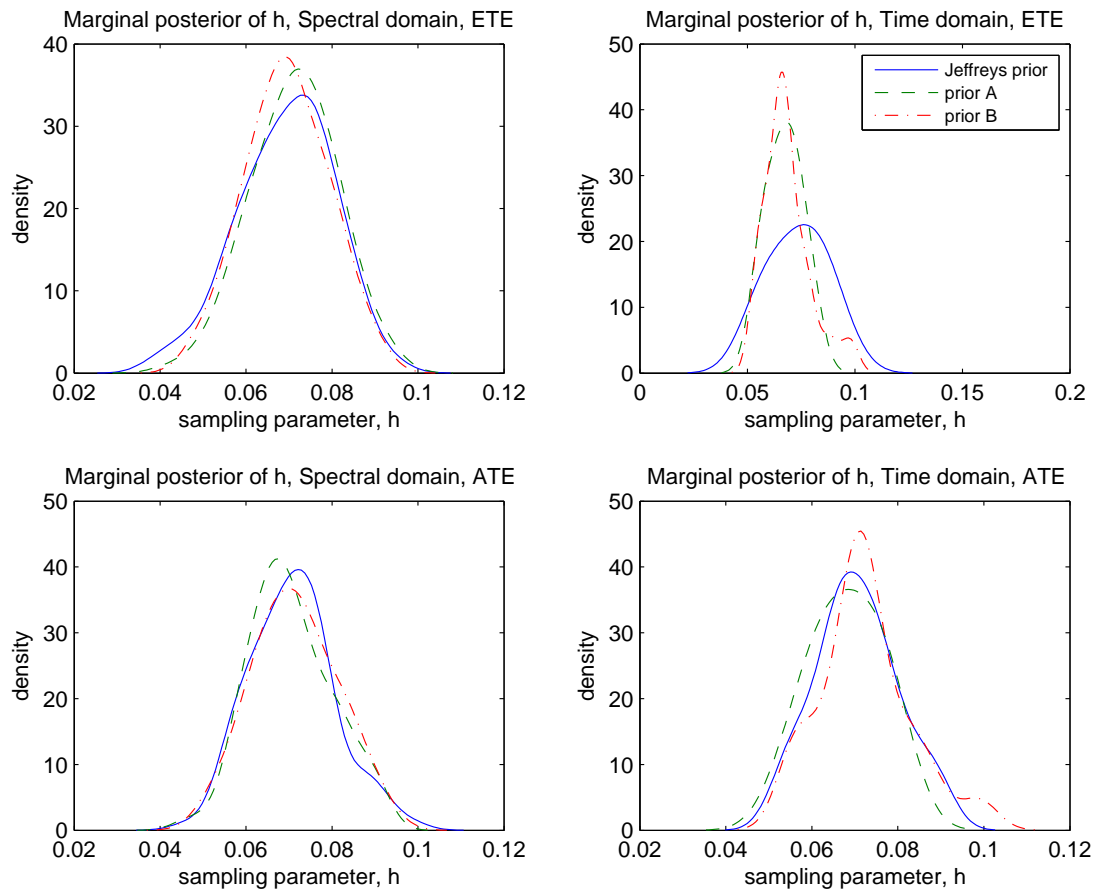 Marginal posterior of h, Spectral domain, ETE
40
30
20
10
0
density
0.02 0.04 0.06 0.08 0.1 0.12
sampling parameter, h
Marginal posterior of h, Time domain, ETE
50
40
30
20
10
0
density
Jeffreys prior
prior A
prior B
0 0.05 0.1 0.15 0.2
sampling parameter, h
Marginal posterior of h, Spectral domain, ATE
50
40
30
20
10
0
density
0.02 0.04 0.06 0.08 0.1 0.12
sampling parameter, h
Marginal posterior of h, Time domain, ATE
50
40
30
20
10
0
density
0.02 0.04 0.06 0.08 0.1 0.12
sampling parameter, h